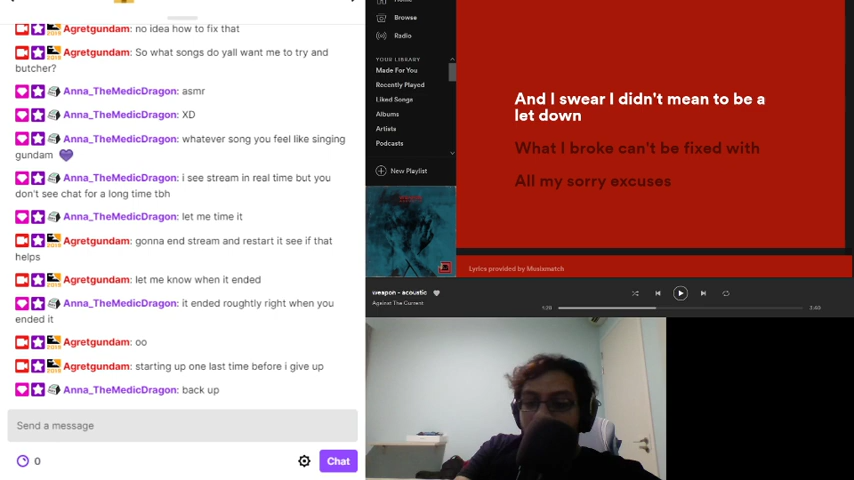 Agretgundam: no idea how to fix that
Agretgundam: So what songs do yall want me to try and
butcher?
Anna_TheMedicDragon: asmr
Anna_TheMedicDragon: XD
Anna_TheMedicDragon: whatever song you feel like singing
gundam
Anna_TheMedicDragon: i see stream in real time but you
don't see chat for a long time tbh
Anna_TheMedicDragon: let me time it
Agretgundam: gonna end stream and restart it see if that
helps
Agretgundam: let me know when it ended
Anna_TheMedicDragon: it ended roughtly right when you
ended it
Agretgundam: oo
Agretgundam: starting up one last time before i give up
Anna_TheMedicDragon: back up
Send a message
0
Chat
Home
Browse
Radio
YOUR LIBRARY
Made For You
Recently Played
Liked Songs
Albums
Artists
Podcasts
New Playlist
And I swear I didn't mean to be a
let down
What I broke can't be fixed with
All my sorry excuses
Lyrics provided by Musixmatch
weapon - acoustic
Against The Current
3:40